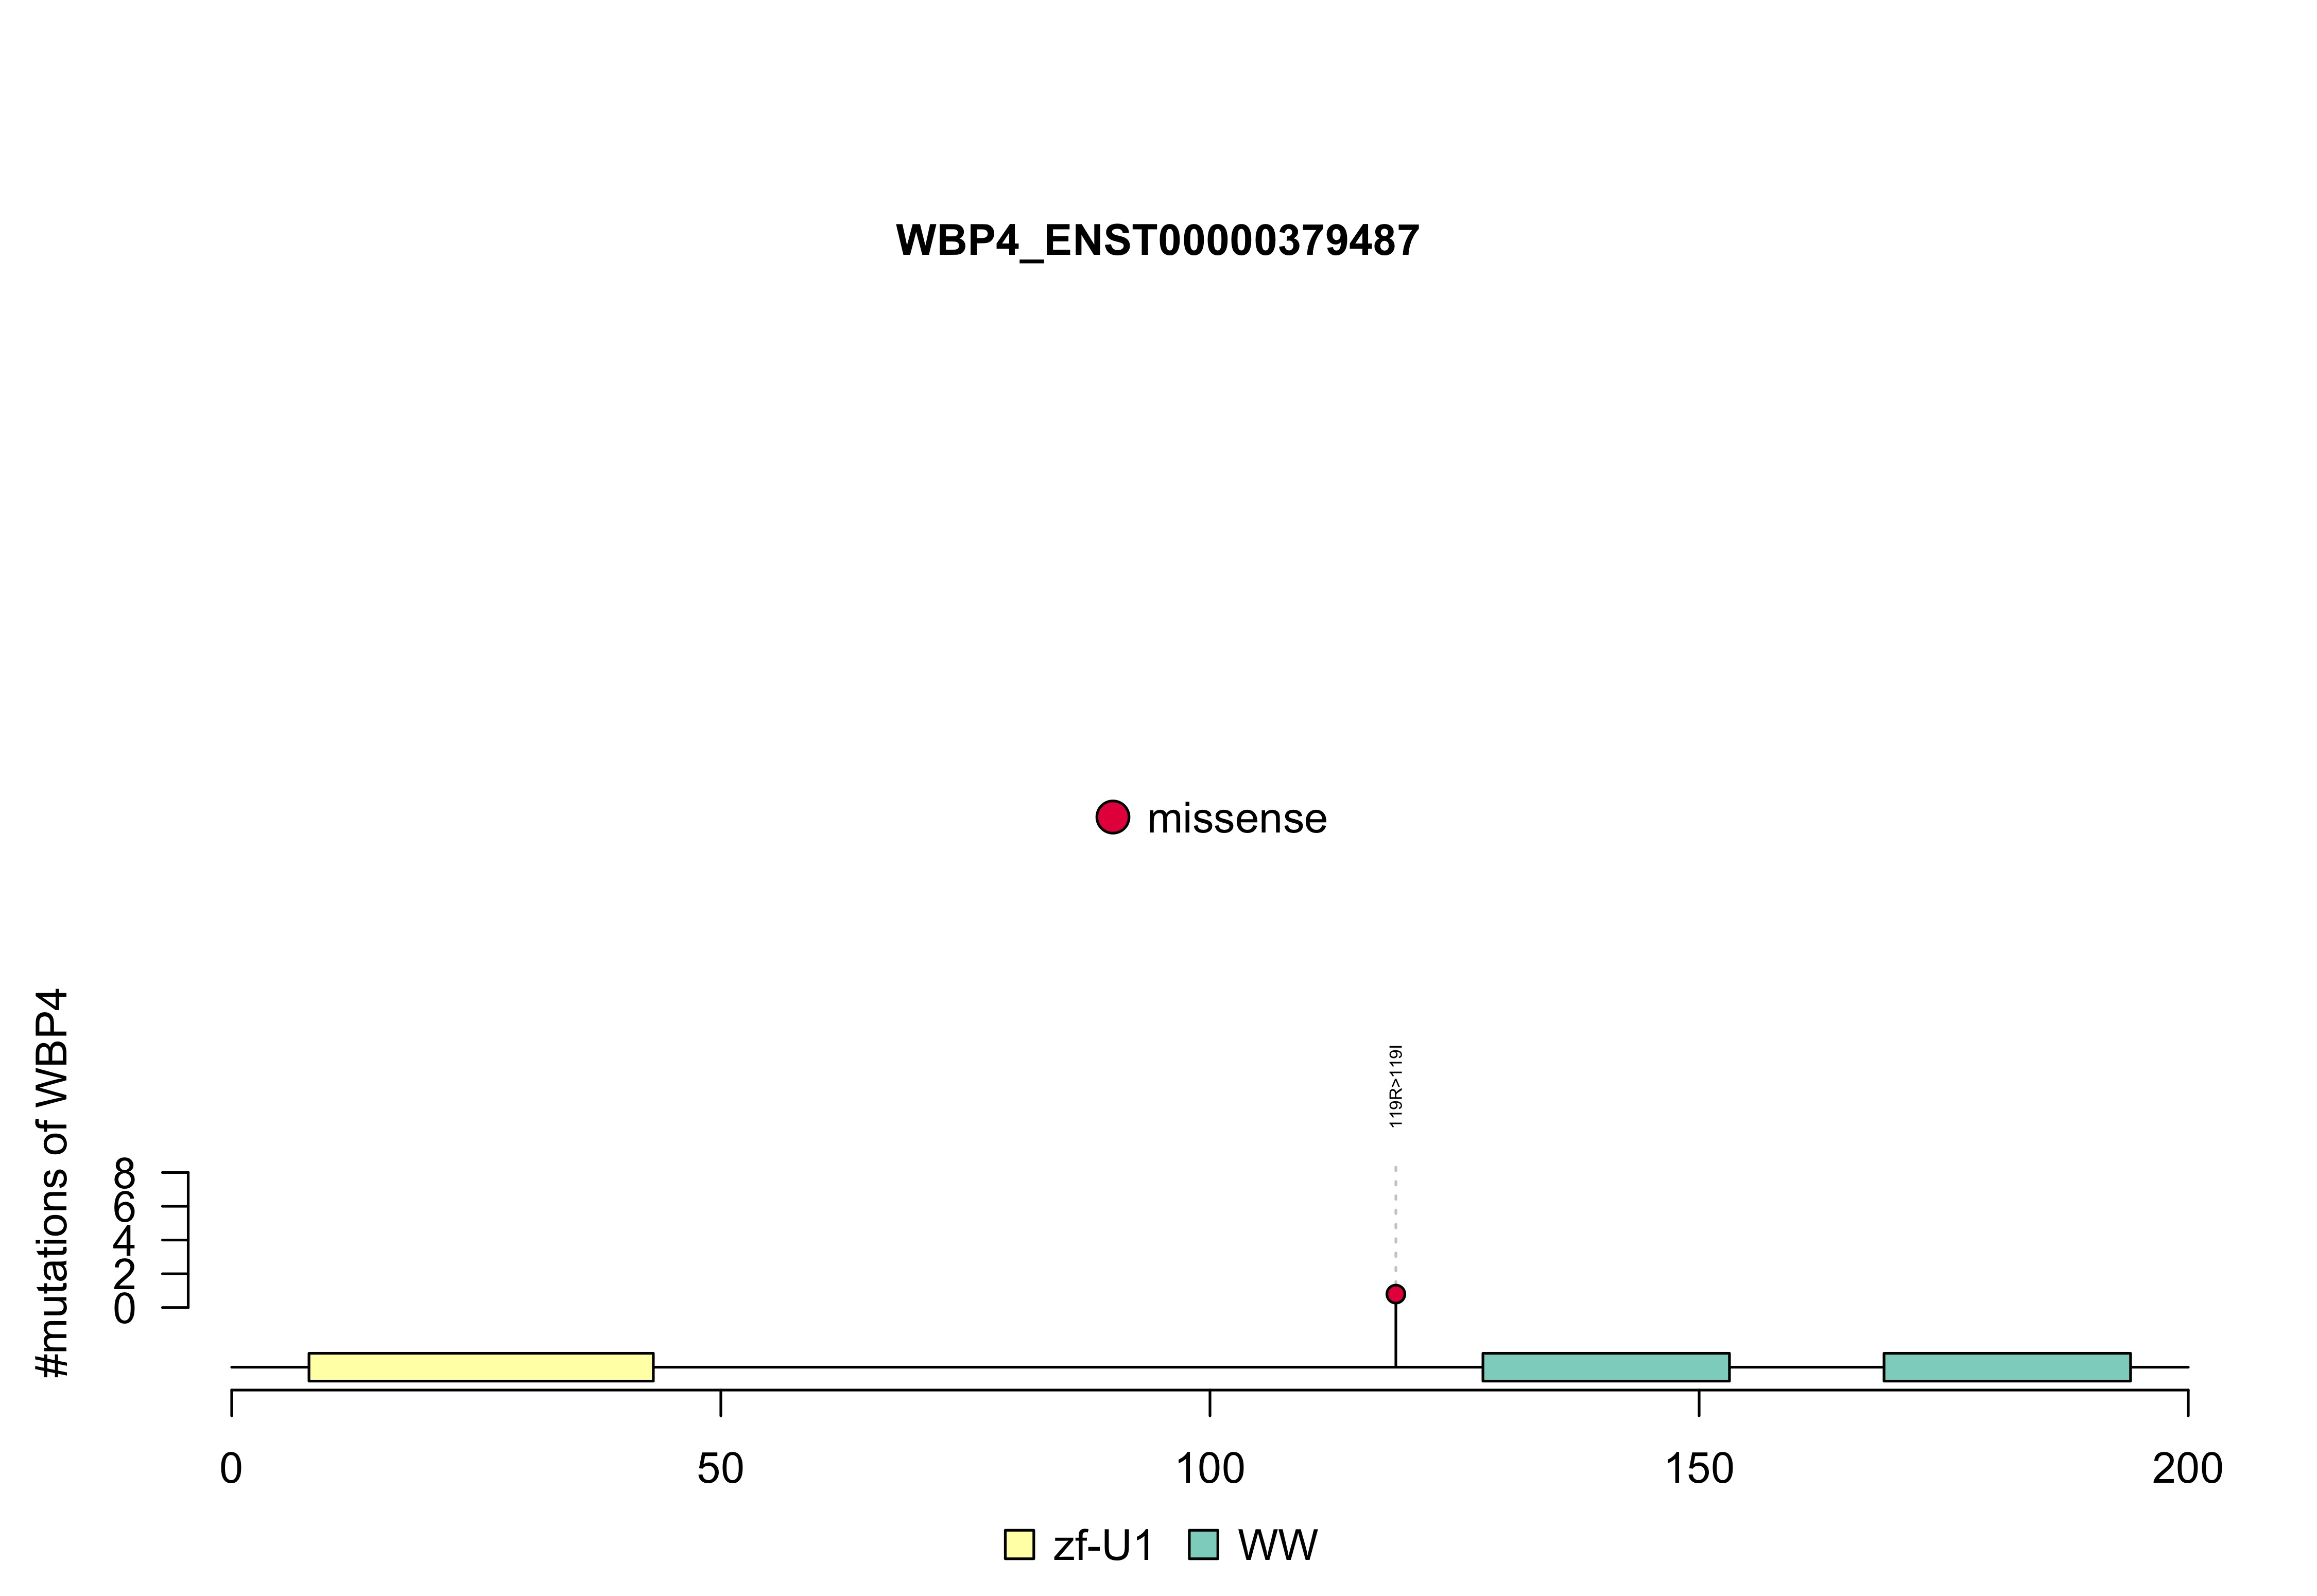 WBP4_ENST00000379487
missense
#mutations of WBP4
119R>119I
8
6
4
2
0
0 50 100 150 200
zf-U1 WW